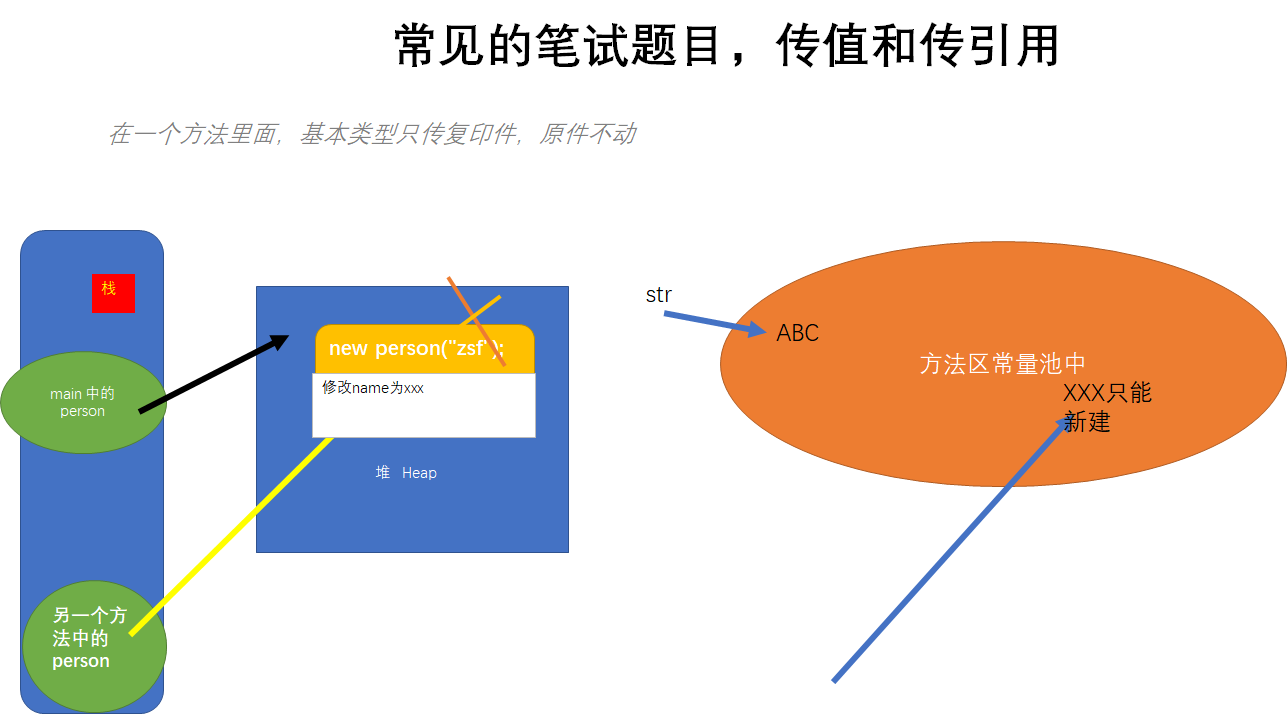 常见的笔试题目，传值和传引用
在一个方法里面，基本类型只传复印件，原件不动
栈
main 中的
person
另一个方
法中的
person
new person("zsf");
修改name为xxx
堆 Heap
str
ABC
方法区常量池中
XXX只能
新建